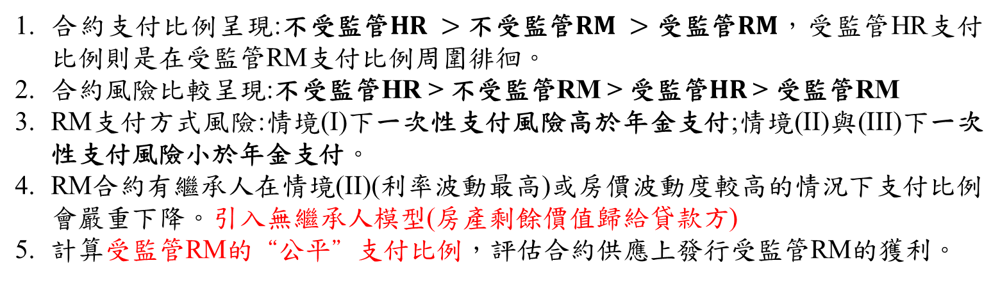 1. 合約支付比例呈現:不受監管HR > 不受監管RM > 受監管RM，受監管HR支付
比例則是在受監管RM支付比例周圍徘徊。
2. 合約風險比較呈現:不受監管HR > 不受監管RM > 受監管HR > 受監管RM
3. RM支付方式風險:情境(I)下一次性支付風險高於年金支付;情境(II)與(III)下一次
性支付風險小於年金支付。
4. RM合約有繼承人在情境(II)(利率波動最高)或房價波動度較高的情況下支付比例
會嚴重下降。引入無繼承人模型(房產剩餘價值歸給貸款方)
5. 計算受監管RM的“公平”支付比例，評估合約供應上發行受監管RM的獲利。